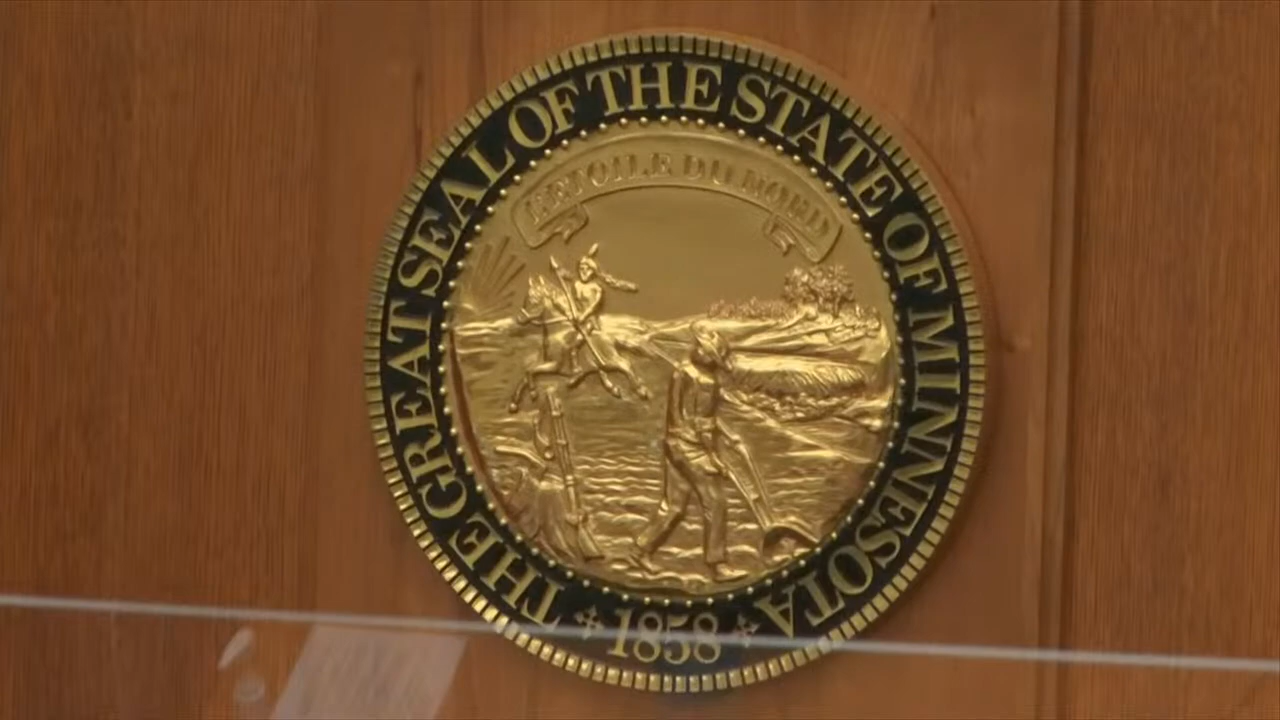 THE GREAT SEAL OF THE STATE OF MINNESOTA
L'ETOILE DU NORD
1858